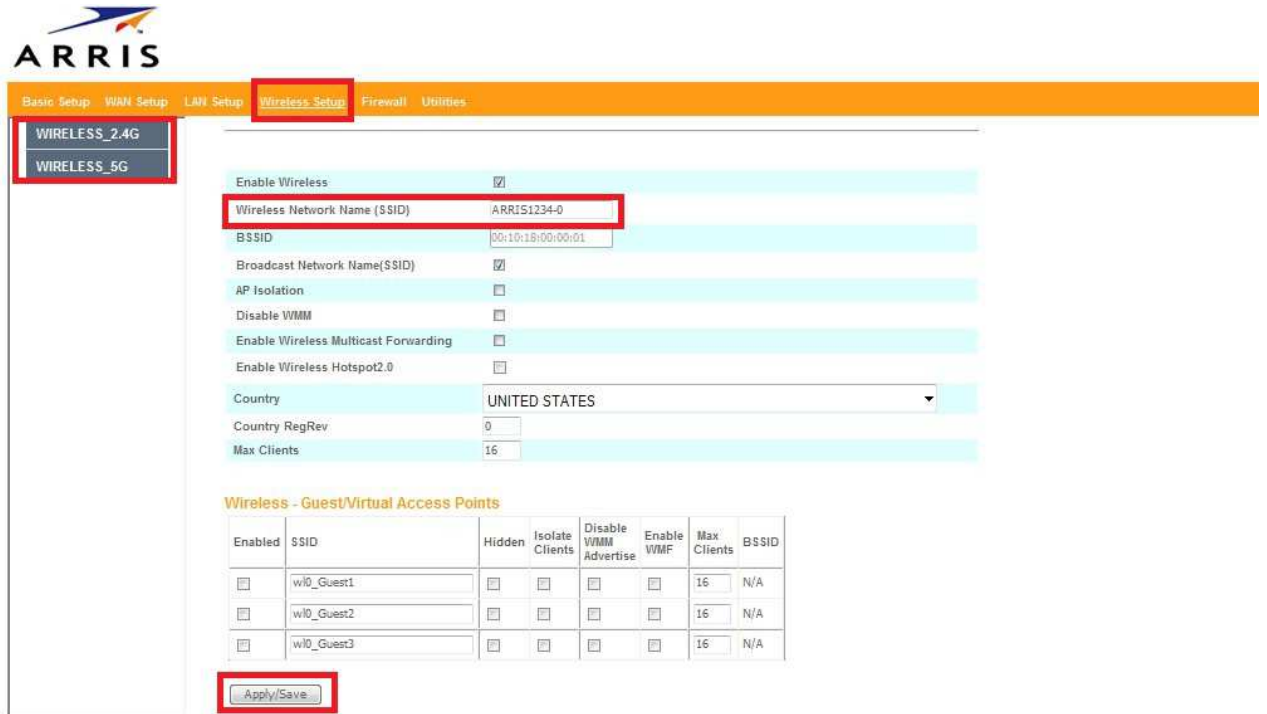 ARRIS
Basic Setup WAN Setup LAN Setup Wireless Setup Firewall Utilities
WIRELESS_2.4G
WIRELESS_5G
Enable Wireless
Wireless Network Name (SSID) ARRIS1234-0
BSSID 00:10:18:00:00:01
Broadcast Network Name(SSID)
AP Isolation
Disable WMM
Enable Wireless Multicast Forwarding
Enable Wireless Hotspot2.0
Country UNITED STATES
Country RegRev 0
Max Clients 16
Wireless - Guest/Virtual Access Points
Enabled SSID Hidden Isolate Clients Disable WMM Advertise Enable WMF Max Clients BSSID
wl0_Guest1 16 N/A
wl0_Guest2 16 N/A
wl0_Guest3 16 N/A
Apply/Save